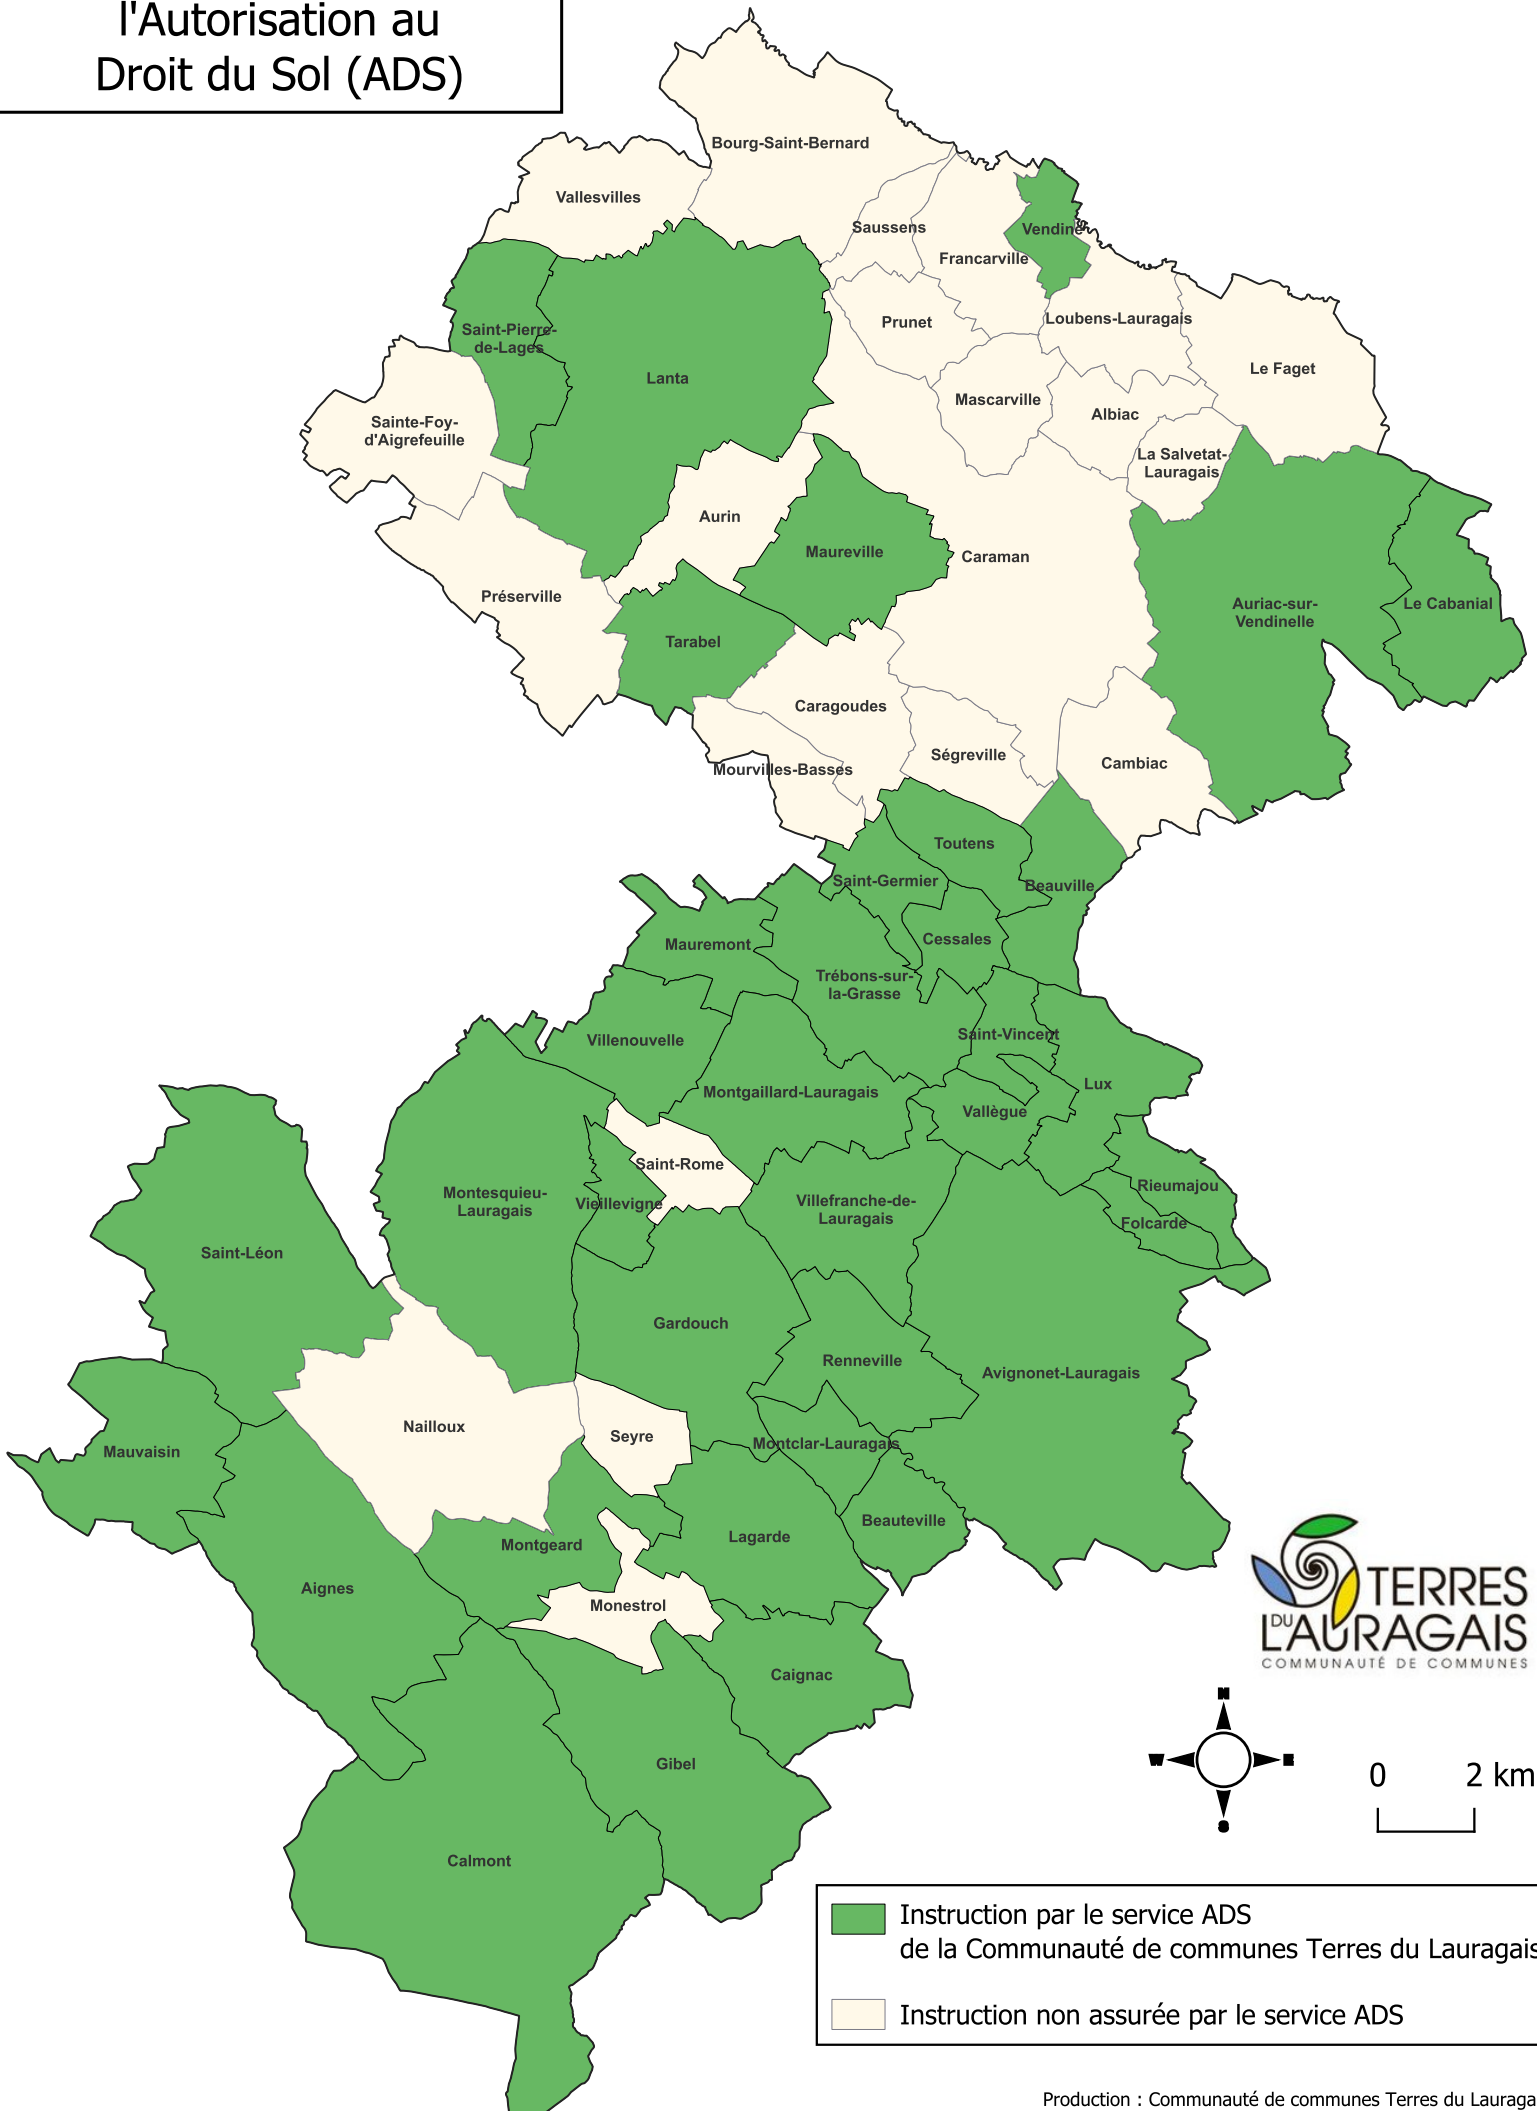 l'Autorisation au
Droit du Sol (ADS)
Bourg-Saint-Bernard
Vallesvilles
Saussens
Vendine
Francarville
Saint-Pierre-
de-Lages
Prunet
Loubens-Lauragais
Lanta
Le Faget
Mascarville
Albiac
Sainte-Foy-
d'Aigrefeuille
La Salvetat-
Lauragais
Aurin
Maureville
Caraman
Préserville
Auriac-sur-
Vendinelle
Le Cabanial
Tarabel
Caragoudes
Ségreville
Cambiac
Mourvilles-Basses
Toutens
Saint-Germier
Beauville
Mauremont
Cessales
Trébons-sur-
la-Grasse
Villenouvelle
Saint-Vincent
Montgaillard-Lauragais
Lux
Vallègue
Saint-Rome
Rieumajou
Montesquieu-
Lauragais
Vieillevigne
Villefranche-de-
Lauragais
Folcarde
Saint-Léon
Gardouch
Renneville
Avignonet-Lauragais
Nailloux
Seyre
Montclar-Lauragais
Mauvaisin
Beauteville
Lagarde
Montgeard
Aignes
Monestrol
Caignac
Gibel
Calmont
TERRES
DU
LAURAGAIS
COMMUNAUTÉ DE COMMUNES
N
W
E
S
0 2 km
Instruction par le service ADS
de la Communauté de communes Terres du Lauragais
Instruction non assurée par le service ADS
Production : Communauté de communes Terres du Lauraga